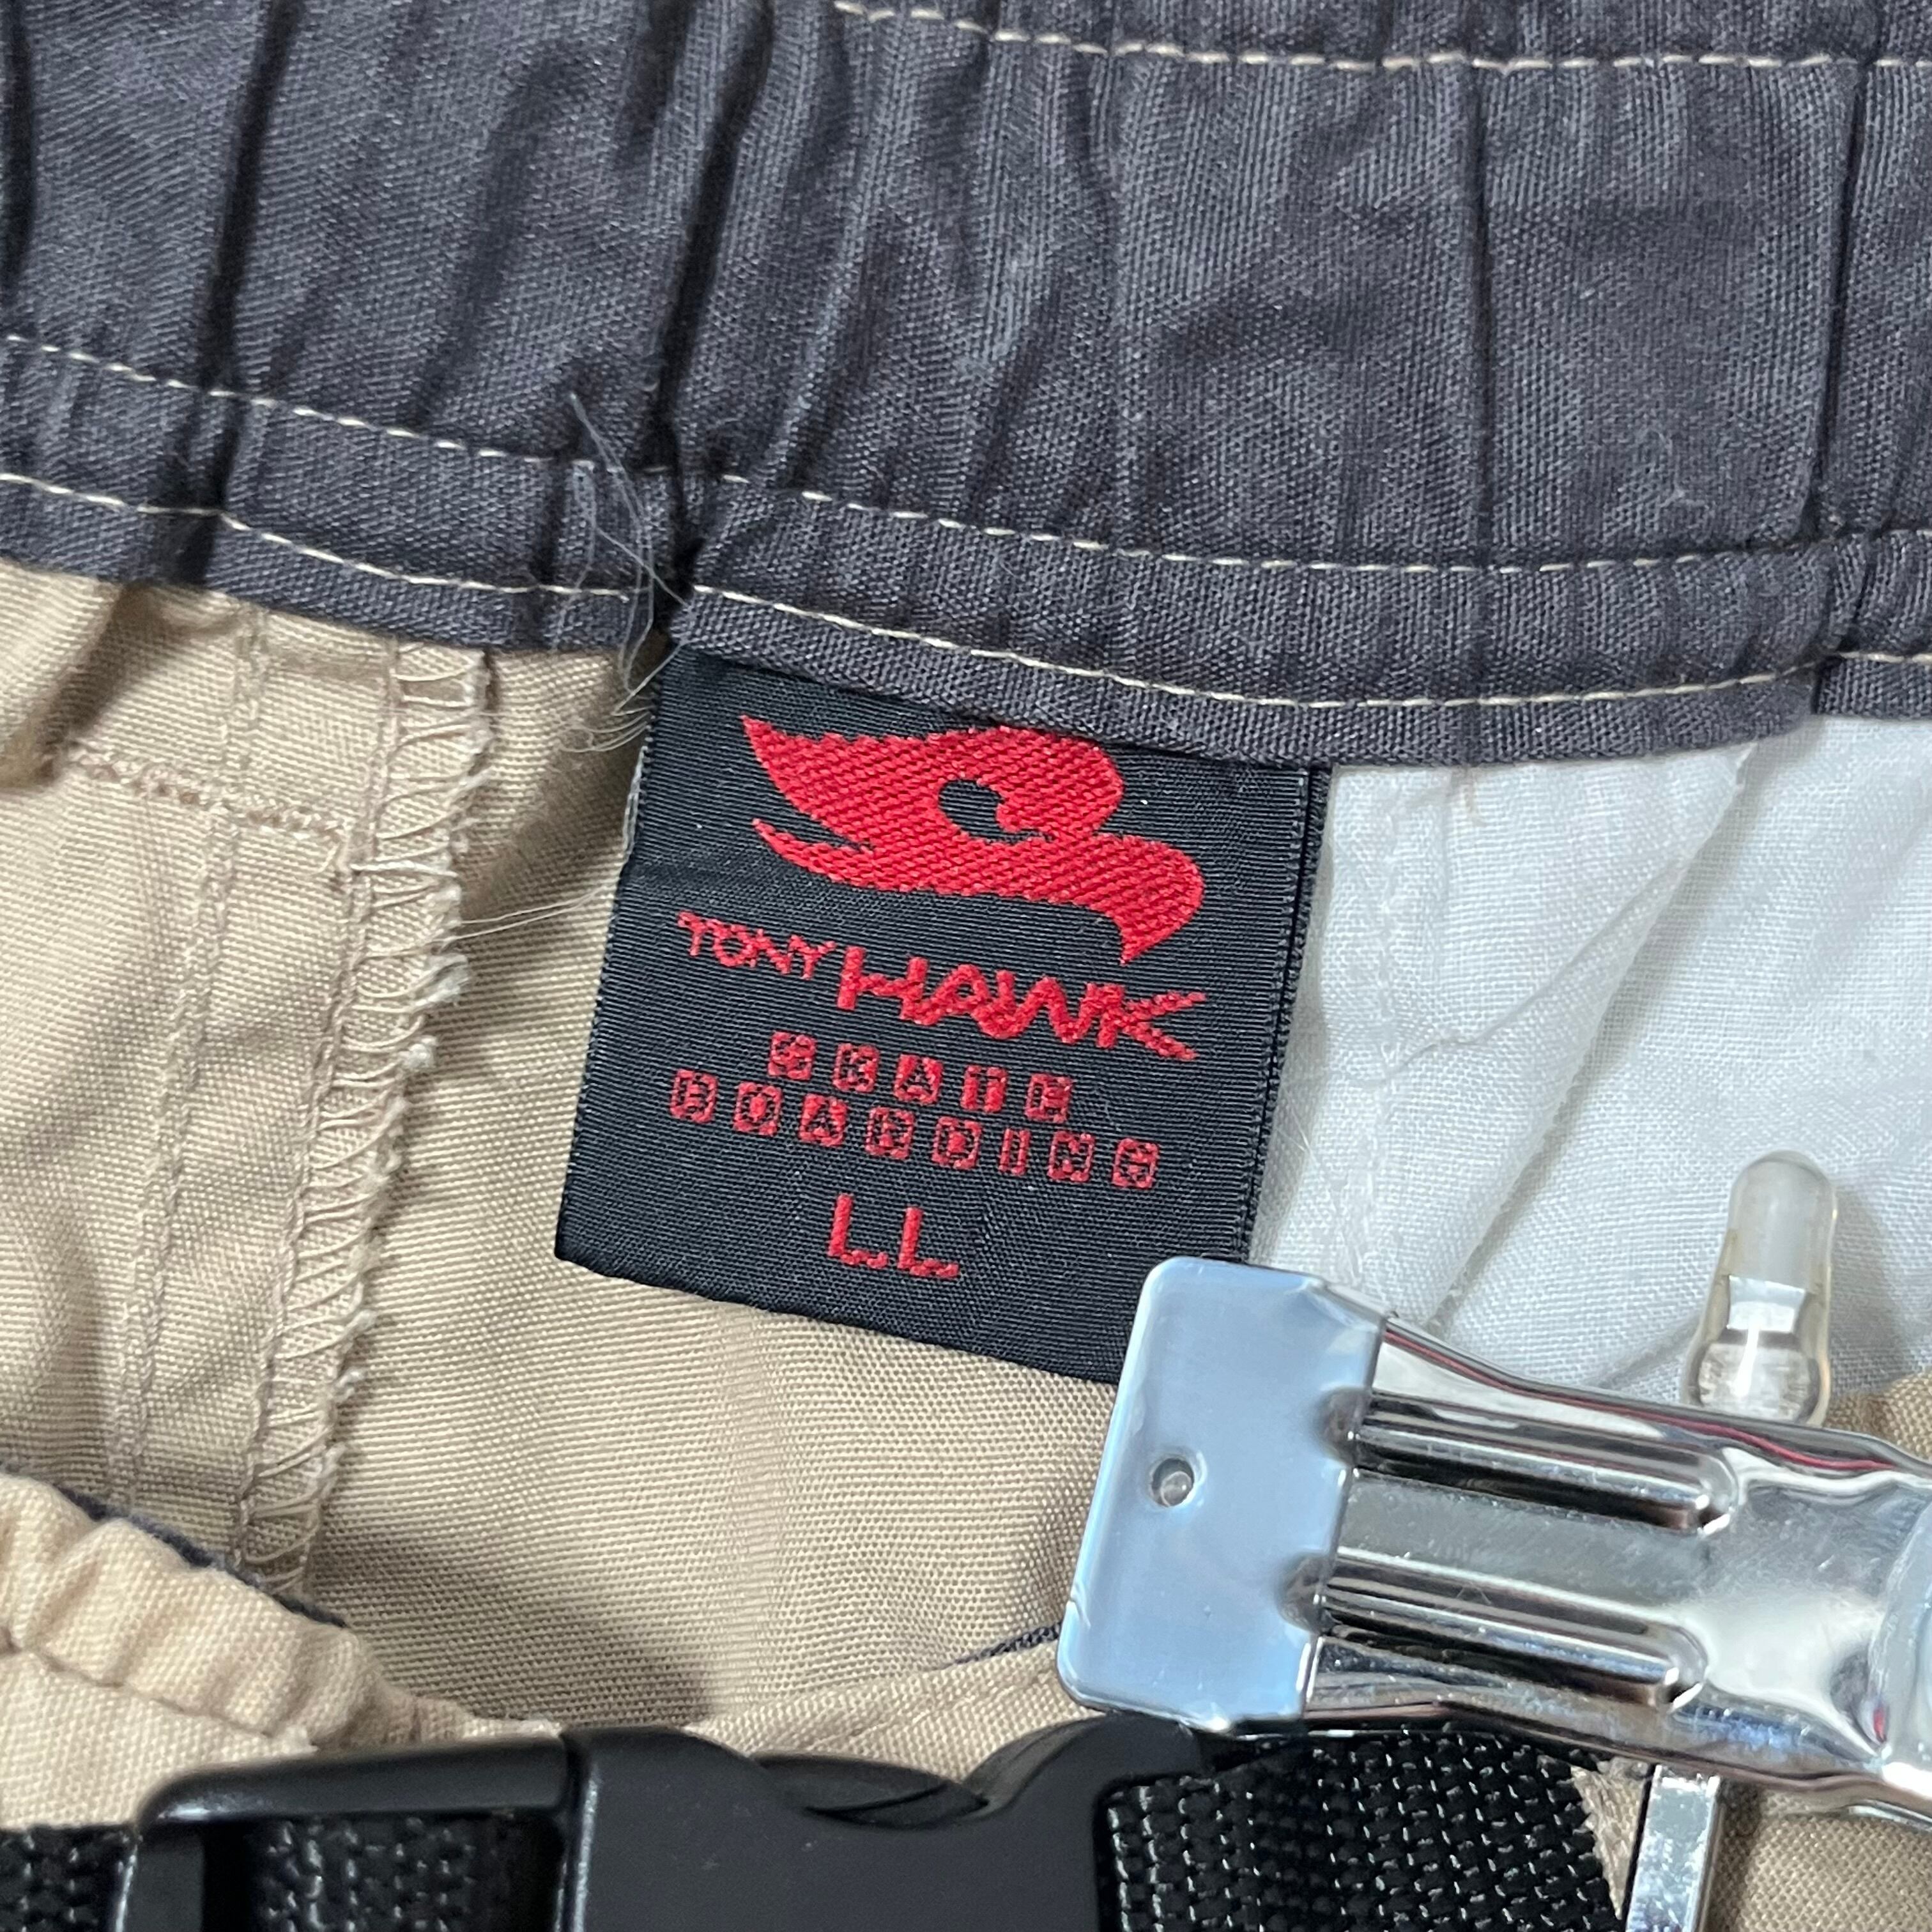 TONY HAWK
SKATE
BOARDING
LL